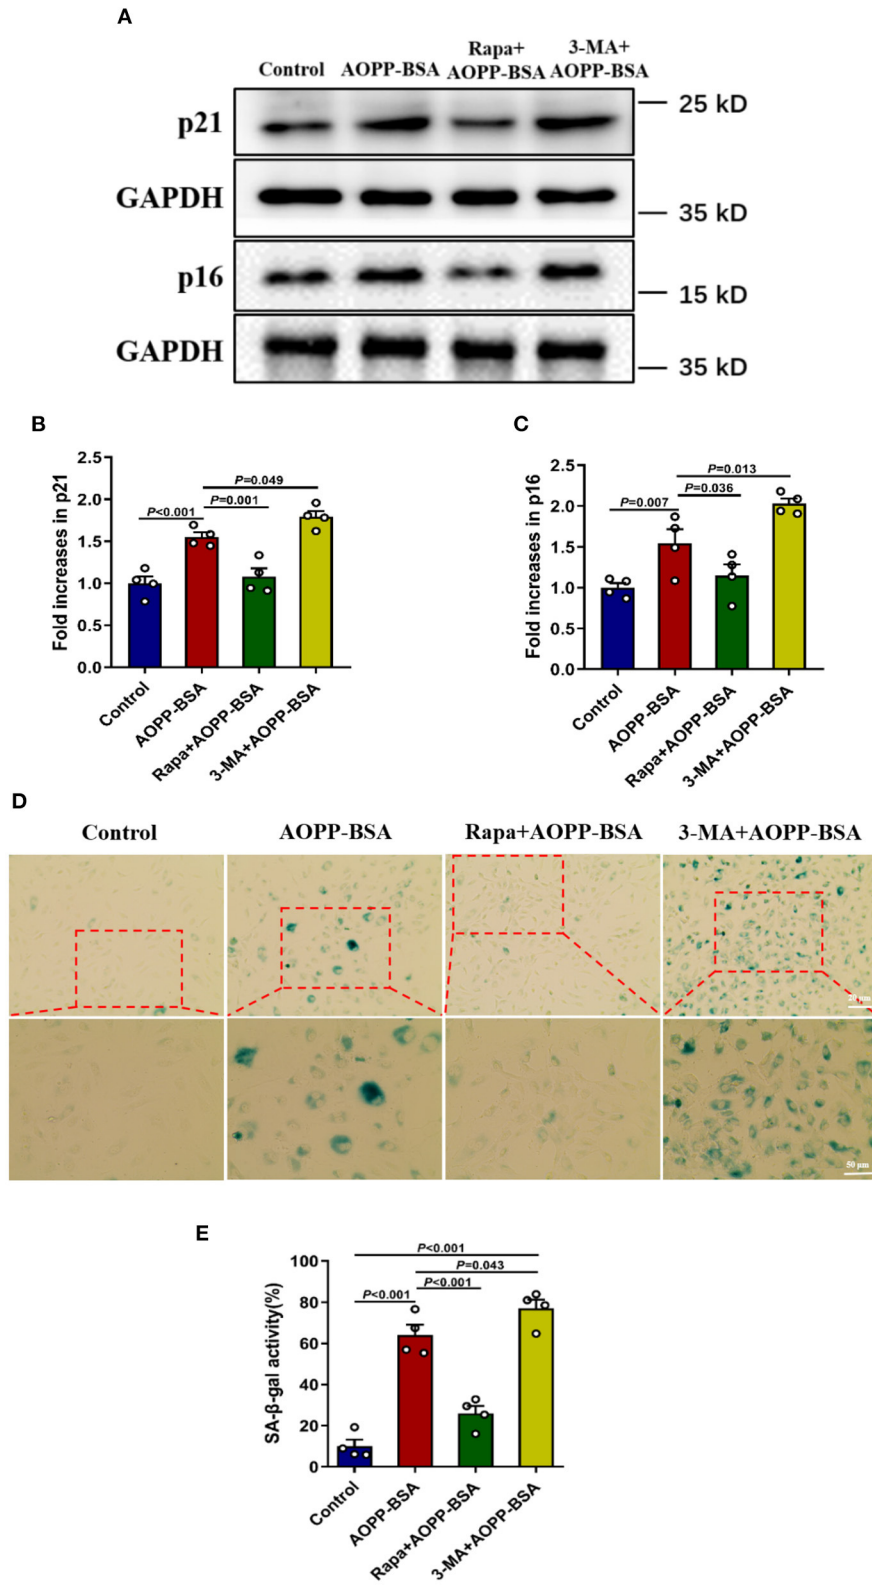 A
Control AOPP-BSA Rapa+ AOPP-BSA 3-MA+ AOPP-BSA
p21 25 kD
GAPDH 35 kD
p16 15 kD
GAPDH 35 kD
B
Fold increases in p21
2.5
2.0
1.5
1.0
0.5
0.0
P=0.049
P<0.001 P=0.001
Control AOPP-BSA Rapa+AOPP-BSA 3-MA+AOPP-BSA
C
Fold increases in p16
2.5
2.0
1.5
1.0
0.5
0.0
P=0.013
P=0.007 P=0.036
Control AOPP-BSA Rapa+AOPP-BSA 3-MA+AOPP-BSA
D
Control AOPP-BSA Rapa+AOPP-BSA 3-MA+AOPP-BSA
20 μm
50 μm
E
SA-β-gal activity(%)
100
80
60
40
20
0
P<0.001
P=0.043
P<0.001 P<0.001
Control AOPP-BSA Rapa+AOPP-BSA 3-MA+AOPP-BSA